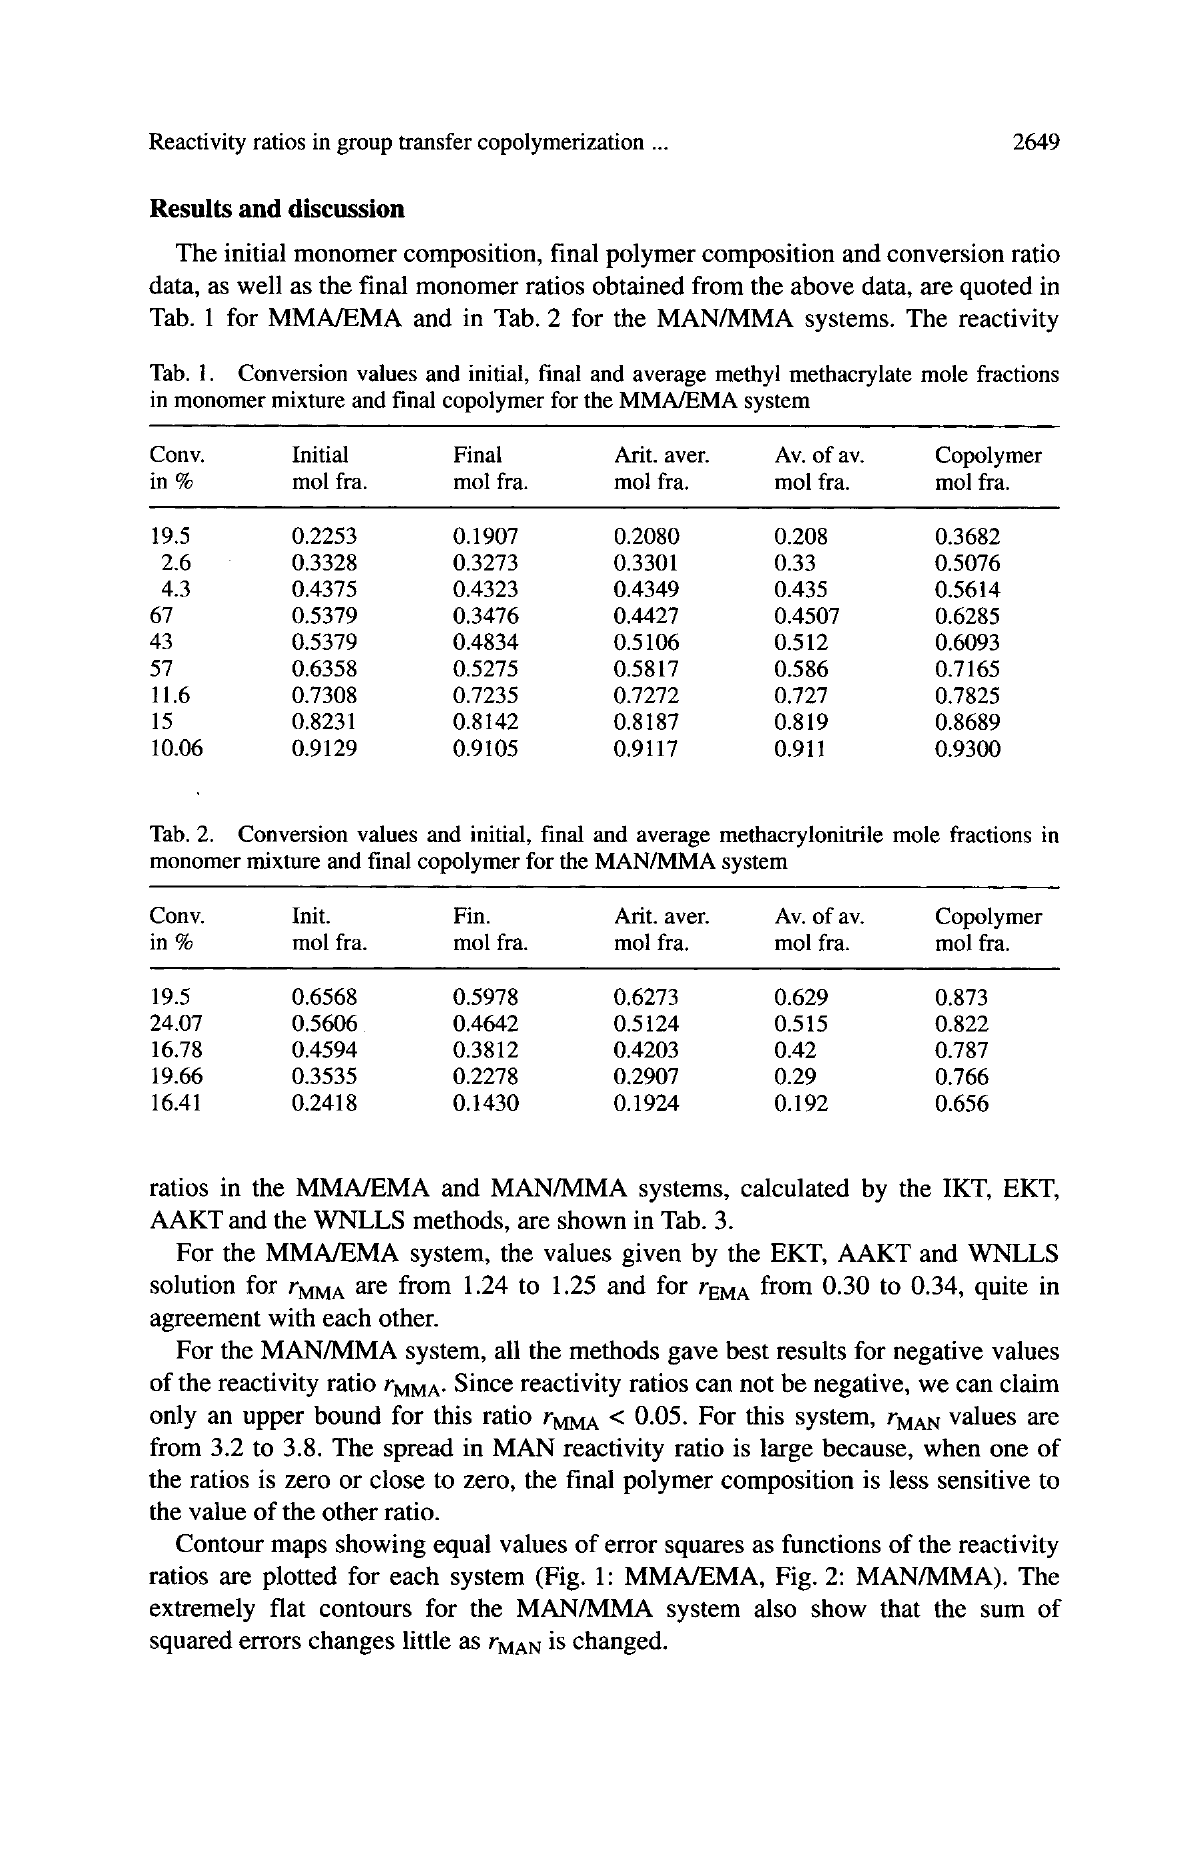 Reactivity ratios in group transfer copolymerization ... 2649
Results and discussion
The initial monomer composition, final polymer composition and conversion ratio
data, as well as the final monomer ratios obtained from the above data, are quoted in
Tab. 1 for MMA/EMA and in Tab. 2 for the MAN/MMA systems. The reactivity
Tab. 1. Conversion values and initial, final and average methyl methacrylate mole fractions
in monomer mixture and final copolymer for the MMA/EMA system
Conv. Initial Final Arit. aver. Av. of av. Copolymer
in % mol fra. mol fra. mol fra. mol fra. mol fra.
19.5 0.2253 0.1907 0.2080 0.208 0.3682
2.6 0.3328 0.3273 0.3301 0.33 0.5076
4.3 0.4375 0.4323 0.4349 0.435 0.5614
67 0.5379 0.3476 0.4427 0.4507 0.6285
43 0.5379 0.4834 0.5106 0.512 0.6093
57 0.6358 0.5275 0.5817 0.586 0.7165
11.6 0.7308 0.7235 0.7272 0.727 0.7825
15 0.8231 0.8142 0.8187 0.819 0.8689
10.06 0.9129 0.9105 0.9117 0.911 0.9300
Tab. 2. Conversion values and initial, final and average methacrylonitrile mole fractions in
monomer mixture and final copolymer for the MAN/MMA system
Conv. Init. Fin. Arit. aver. Av. of av. Copolymer
in % mol fra. mol fra. mol fra. mol fra. mol fra.
19.5 0.6568 0.5978 0.6273 0.629 0.873
24.07 0.5606 0.4642 0.5124 0.515 0.822
16.78 0.4594 0.3812 0.4203 0.42 0.787
19.66 0.3535 0.2278 0.2907 0.29 0.766
16.41 0.2418 0.1430 0.1924 0.192 0.656
ratios in the MMA/EMA and MAN/MMA systems, calculated by the IKT, EKT,
AAKT and the WNLLS methods, are shown in Tab. 3.
For the MMA/EMA system, the values given by the EKT, AAKT and WNLLS
solution for rMMA are from 1.24 to 1.25 and for rEMA from 0.30 to 0.34, quite in
agreement with each other.
For the MAN/MMA system, all the methods gave best results for negative values
of the reactivity ratio rMMA. Since reactivity ratios can not be negative, we can claim
only an upper bound for this ratio rMMA < 0.05. For this system, rMAN values are
from 3.2 to 3.8. The spread in MAN reactivity ratio is large because, when one of
the ratios is zero or close to zero, the final polymer composition is less sensitive to
the value of the other ratio.
Contour maps showing equal values of error squares as functions of the reactivity
ratios are plotted for each system (Fig. 1: MMA/EMA, Fig. 2: MAN/MMA). The
extremely flat contours for the MAN/MMA system also show that the sum of
squared errors changes little as rMAN is changed.